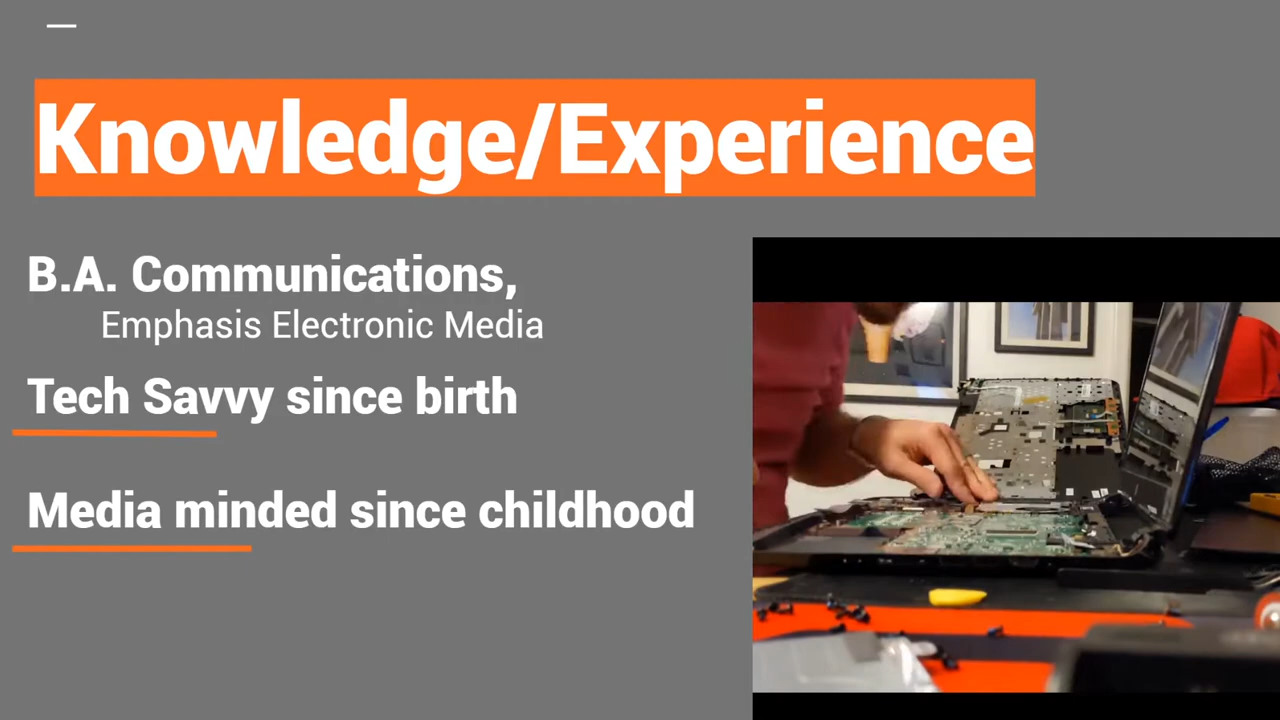 Knowledge/Experience
B.A. Communications,
Emphasis Electronic Media
Tech Savvy since birth
Media minded since childhood